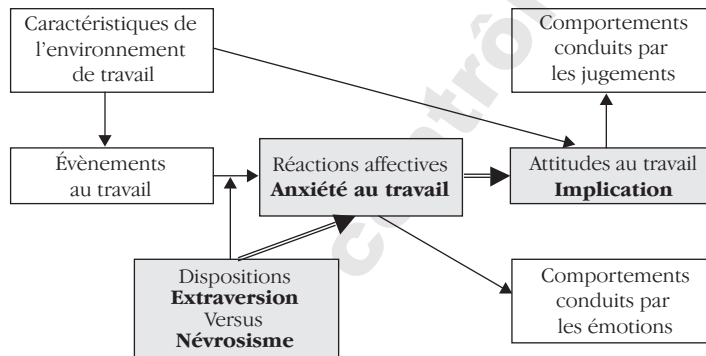 Caractéristiques de
l'environnement
de travail
Comportements
conduits par
les jugements
Évènements
au travail
Réactions affectives
Anxiété au travail
Attitudes au travail
Implication
Dispositions
Extraversion
Versus
Névrosisme
Comportements
conduits par
les émotions